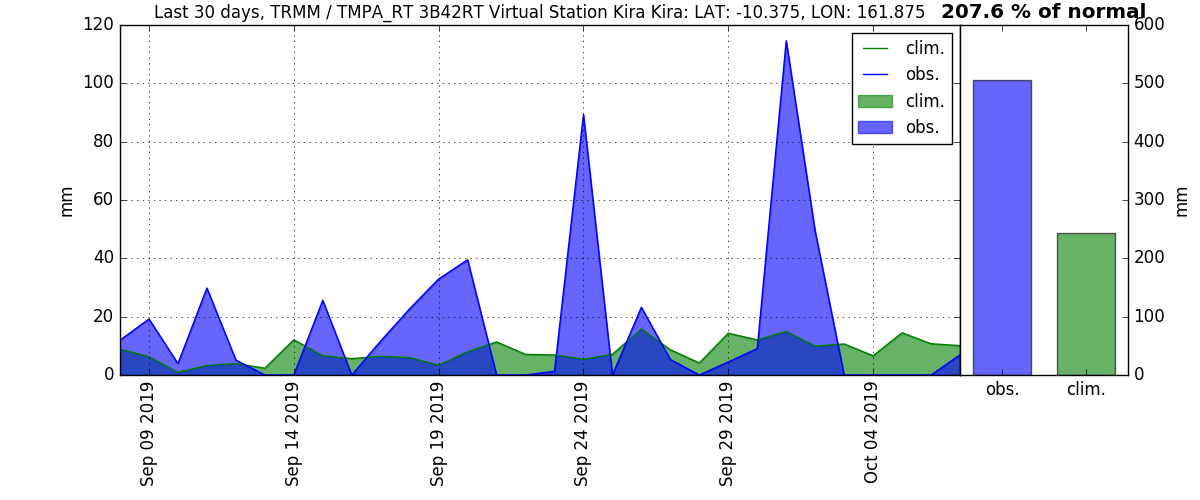 Last 30 days, TRMM / TMPA_RT 3B42RT Virtual Station Kira Kira: LAT: -10.375, LON: 161.875
207.6 % of normal
120
100
80
60
40
20
0
mm
clim.
obs.
clim.
obs.
Sep 09 2019
Sep 14 2019
Sep 19 2019
Sep 24 2019
Sep 29 2019
Oct 04 2019
600
500
400
300
200
100
0
mm
obs.
clim.